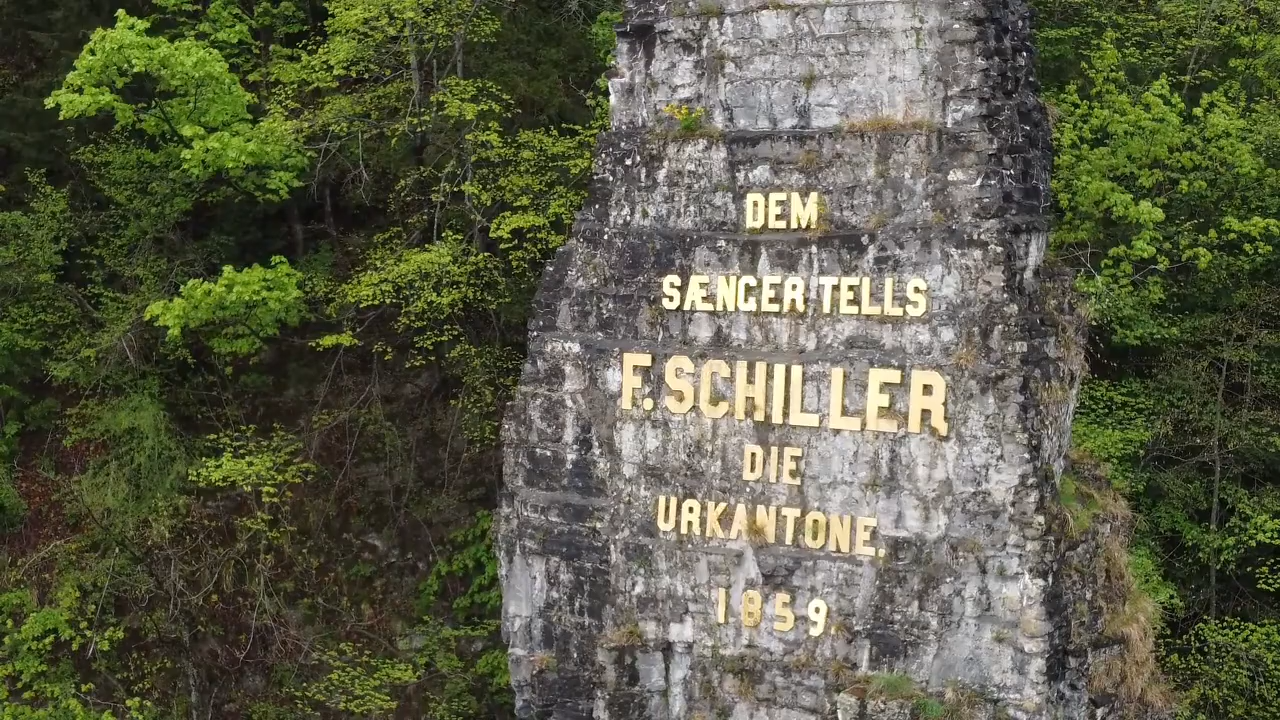 DEM
SÆNGER TELLS
F. SCHILLER
DIE
URKANTONE.
1859.